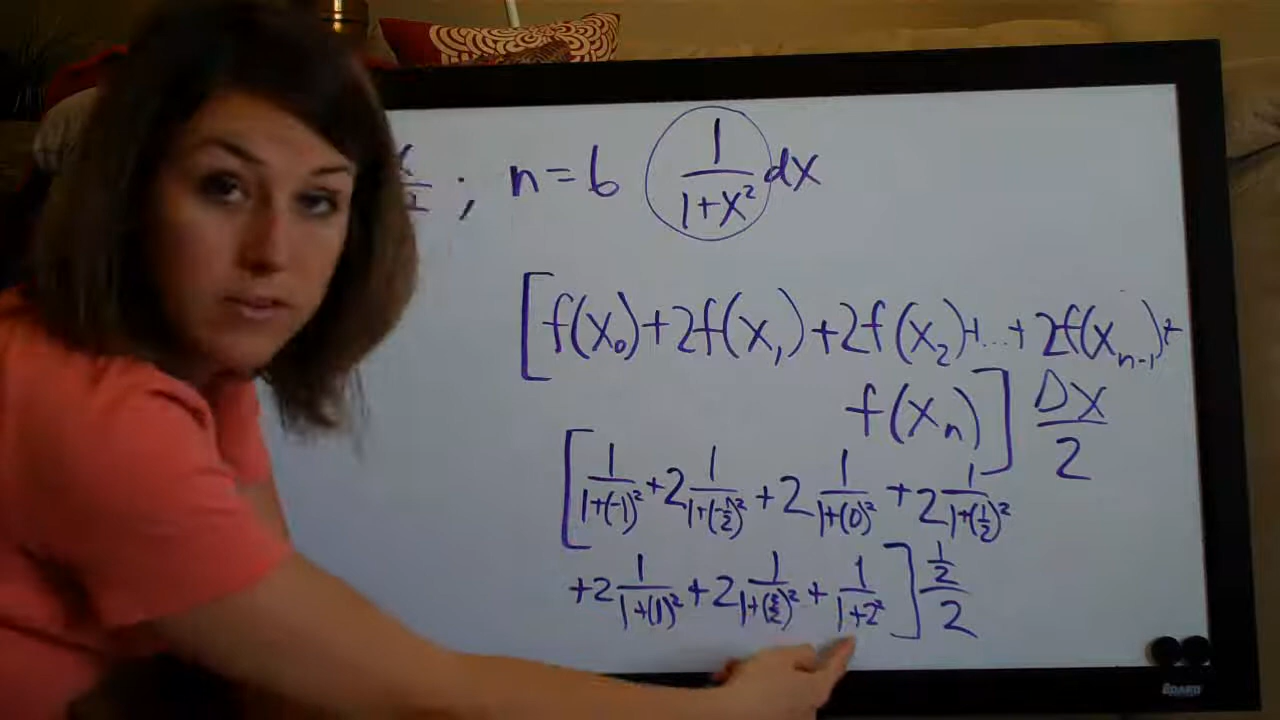 ; n=6 1/(1+x²) dx
[f(x₀)+2f(x₁)+2f(x₂)+...+2f(xₙ₋₁)+
f(xₙ)] Δx/2
[1/(1+(-1)²)+2 1/(1+(-1/2)²)+2 1/(1+(0)²)+2 1/(1+(1/2)²)
+2 1/(1+(1)²)+2 1/(1+(3/2)²)+1/(1+2²)] (1/2)/2
BOARD